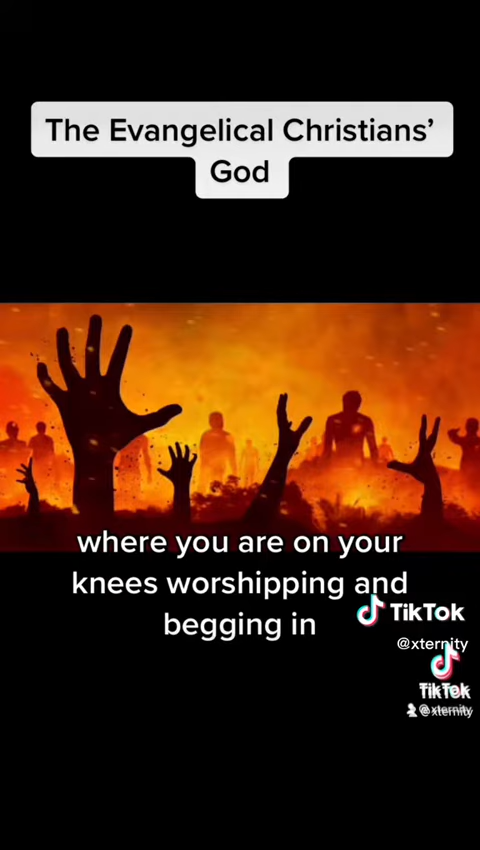 The Evangelical Christians’
God
where you are on your
knees worshipping and
begging in
TikTok
@xternity
TikTok
@xternity